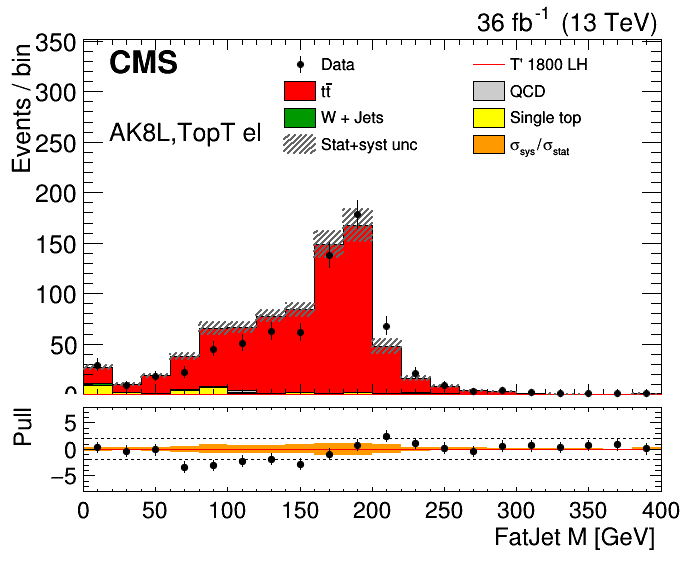 36 fb⁻¹ (13 TeV)
Events / bin
350
300
250
200
150
100
50
0
CMS
AK8L,TopT el
Data
tt̄
W + Jets
Stat+syst unc
T' 1800 LH
QCD
Single top
σsys/σstat
Pull
5
0
−5
0 50 100 150 200 250 300 350 400
FatJet M [GeV]